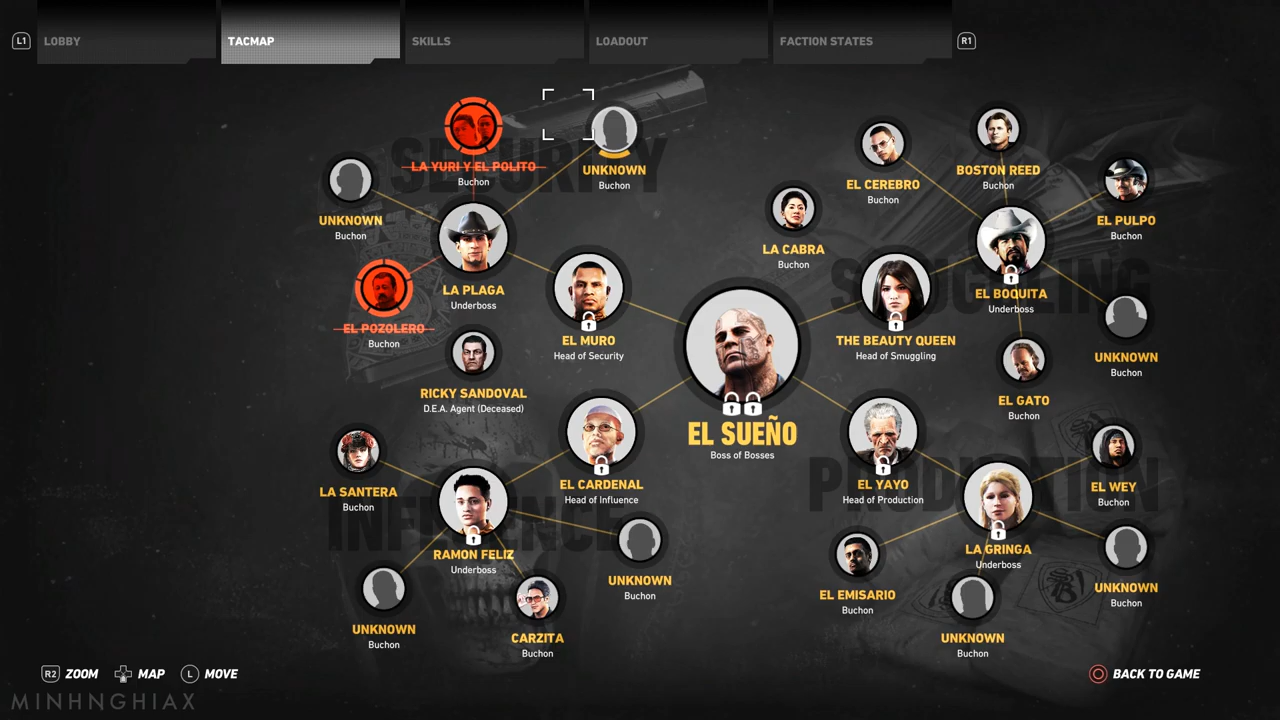 L1
LOBBY
TACMAP
SKILLS
LOADOUT
FACTION STATES
R1
SECURITY
LA YURI Y EL POLITO
Buchon
UNKNOWN
Buchon
UNKNOWN
Buchon
LA PLAGA
Underboss
EL POZOLERO
Buchon
EL MURO
Head of Security
RICKY SANDOVAL
D.E.A. Agent (Deceased)
SMUGGLING
EL CEREBRO
Buchon
BOSTON REED
Buchon
EL PULPO
Buchon
LA CABRA
Buchon
EL BOQUITA
Underboss
THE BEAUTY QUEEN
Head of Smuggling
UNKNOWN
Buchon
EL GATO
Buchon
EL SUEÑO
Boss of Bosses
INFLUENCE
EL CARDENAL
Head of Influence
LA SANTERA
Buchon
RAMON FELIZ
Underboss
UNKNOWN
Buchon
UNKNOWN
Buchon
CARZITA
Buchon
PRODUCTION
EL YAYO
Head of Production
EL WEY
Buchon
LA GRINGA
Underboss
EL EMISARIO
Buchon
UNKNOWN
Buchon
UNKNOWN
Buchon
R2 ZOOM
MAP
L MOVE
BACK TO GAME
MINHNGHIAX